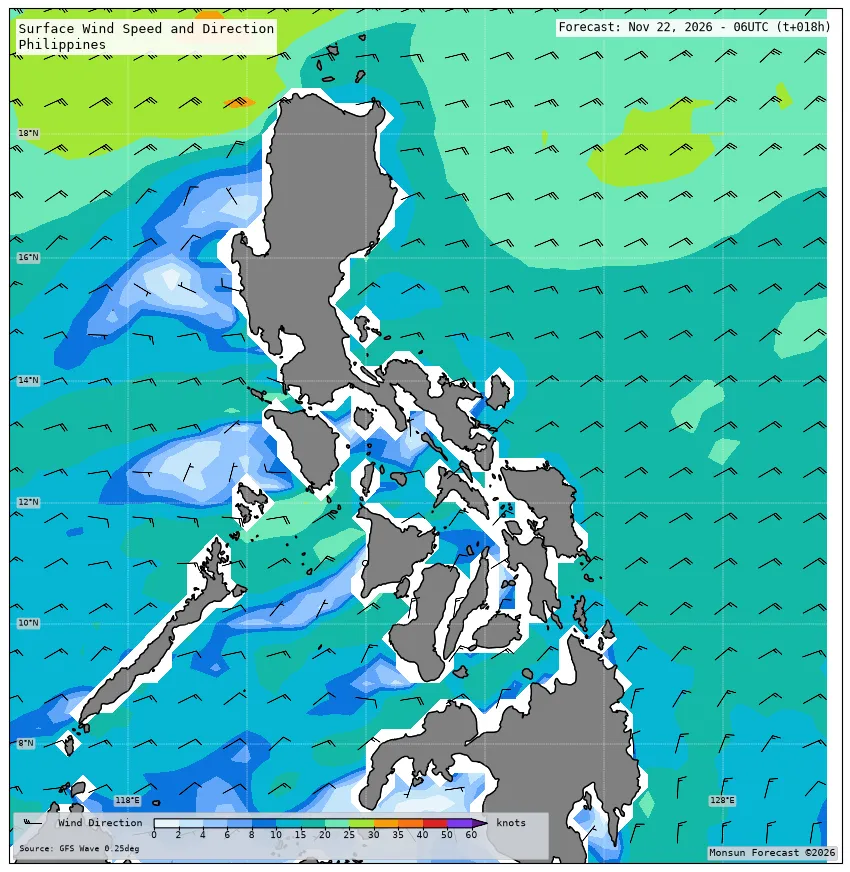 Surface Wind Speed and Direction
Philippines
Forecast: Nov 22, 2026 - 06UTC (t+018h)
18°N
16°N
14°N
12°N
10°N
8°N
118°E
128°E
Wind Direction
0 2 4 6 8 10 15 20 25 30 35 40 50 60
knots
Source: GFS Wave 0.25deg
Monsun Forecast ©2026